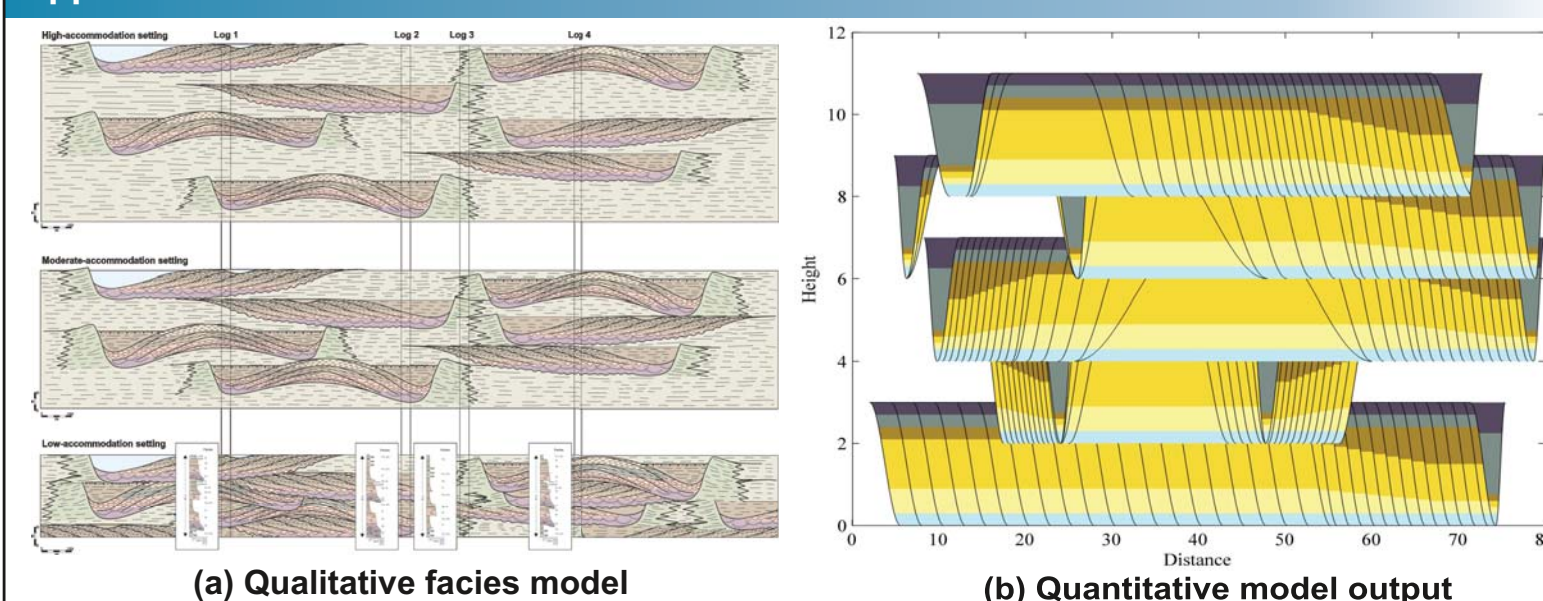 High-accommodation setting Log 1 Log 2 Log 3 Log 4
Moderate-accommodation setting
Low-accommodation setting
(a) Qualitative facies model
12
10
8
6
4
2
0
Height
0 10 20 30 40 50 60 70
Distance
(b) Quantitative model output